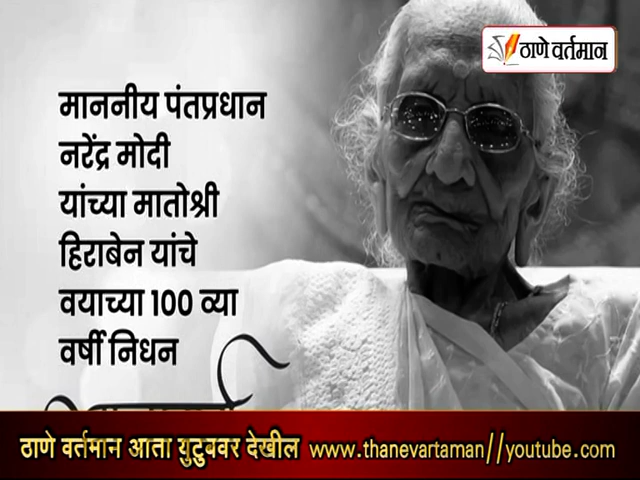 ठाणे वर्तमान
माननीय पंतप्रधान
नरेंद्र मोदी
यांच्या मातोश्री
हिराबेन यांचे
वयाच्या 100 व्या
वर्षी निधन
ठाणे वर्तमान आता युटुबवर देखील www.thanevartaman//youtube.com